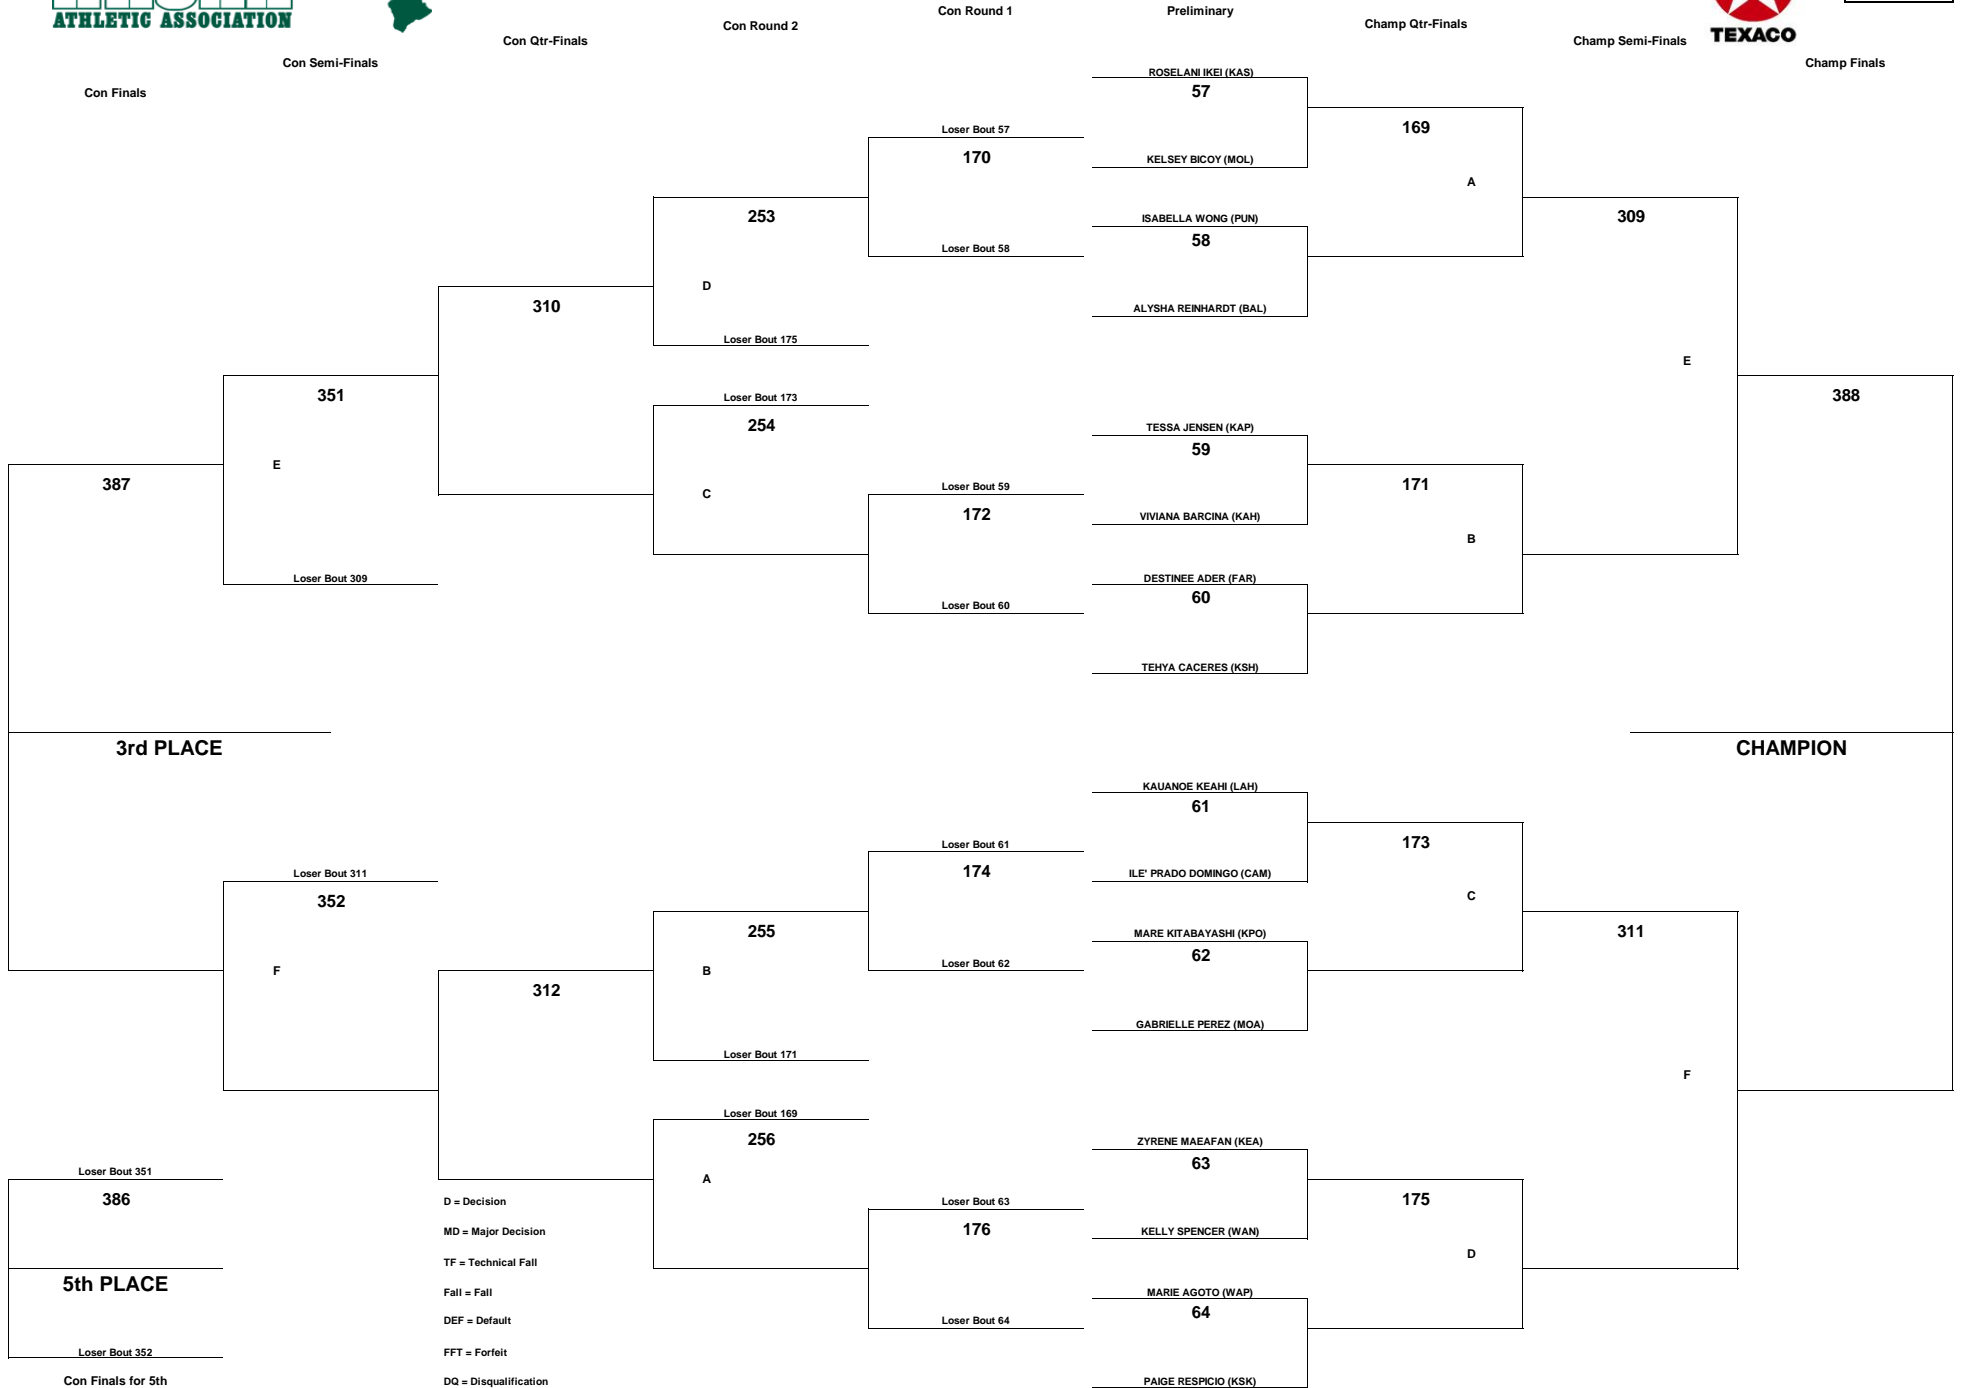 ATHLETIC ASSOCIATION
TEXACO
Con Finals
Con Semi-Finals
Con Qtr-Finals
Con Round 2
Con Round 1
Preliminary
Champ Qtr-Finals
Champ Semi-Finals
Champ Finals
ROSELANI IKEI (KAS)
57
KELSEY BICOY (MOL)
Loser Bout 57
170
Loser Bout 58
169
A
ISABELLA WONG (PUN)
58
ALYSHA REINHARDT (BAL)
253
D
Loser Bout 175
309
E
310
351
E
Loser Bout 309
Loser Bout 173
254
C
388
387
TESSA JENSEN (KAP)
59
VIVIANA BARCINA (KAH)
Loser Bout 59
172
Loser Bout 60
171
B
DESTINEE ADER (FAR)
60
TEHYA CACERES (KSH)
3rd PLACE
CHAMPION
KAUANOE KEAHI (LAH)
61
ILE' PRADO DOMINGO (CAM)
Loser Bout 61
174
Loser Bout 62
173
C
Loser Bout 311
352
F
MARE KITABAYASHI (KPO)
62
GABRIELLE PEREZ (MOA)
255
B
Loser Bout 171
311
F
312
Loser Bout 169
256
A
ZYRENE MAEAFAN (KEA)
63
KELLY SPENCER (WAN)
Loser Bout 63
176
Loser Bout 64
175
D
MARIE AGOTO (WAP)
64
PAIGE RESPICIO (KSK)
Loser Bout 351
386
5th PLACE
Loser Bout 352
Con Finals for 5th
D = Decision
MD = Major Decision
TF = Technical Fall
Fall = Fall
DEF = Default
FFT = Forfeit
DQ = Disqualification